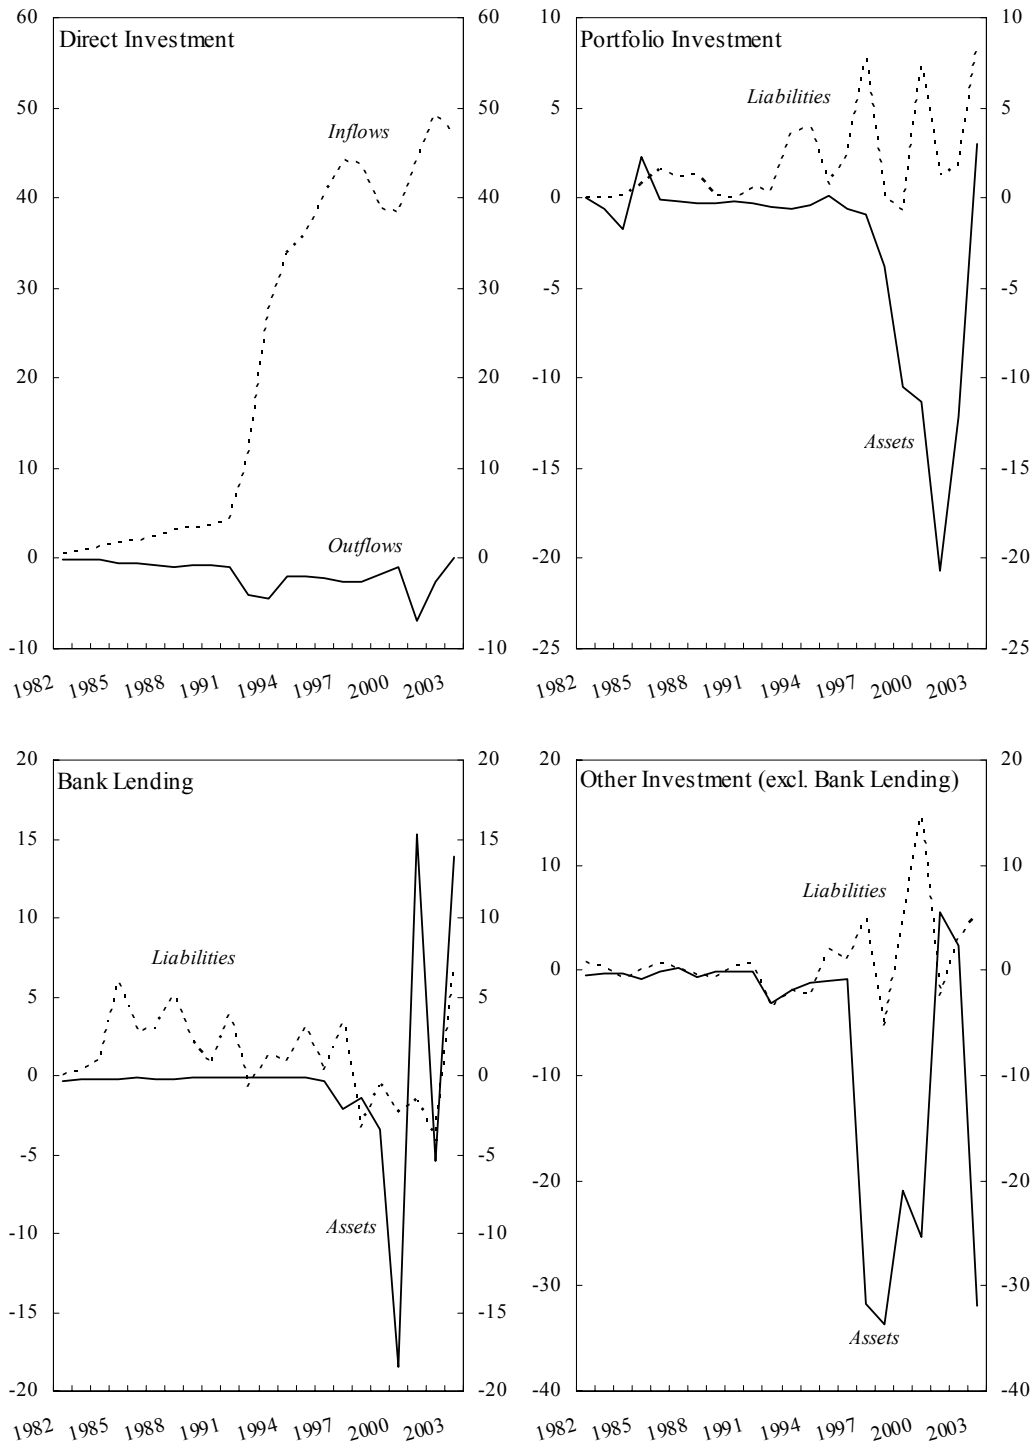 60 60
Direct Investment
50 50
Inflows
40 40
30 30
20 20
10 10
Outflows
0 0
-10 -10
1982 1985 1988 1991 1994 1997 2000 2003
10 10
Portfolio Investment
Liabilities
5 5
0 0
-5 -5
-10 -10
Assets
-15 -15
-20 -20
-25 -25
1982 1985 1988 1991 1994 1997 2000 2003
20 20
Bank Lending
15 15
10 10
Liabilities
5 5
0 0
-5 -5
Assets
-10 -10
-15 -15
-20 -20
1982 1985 1988 1991 1994 1997 2000 2003
20 20
Other Investment (excl. Bank Lending)
10 10
Liabilities
0 0
-10 -10
-20 -20
-30 -30
Assets
-40 -40
1982 1985 1988 1991 1994 1997 2000 2003